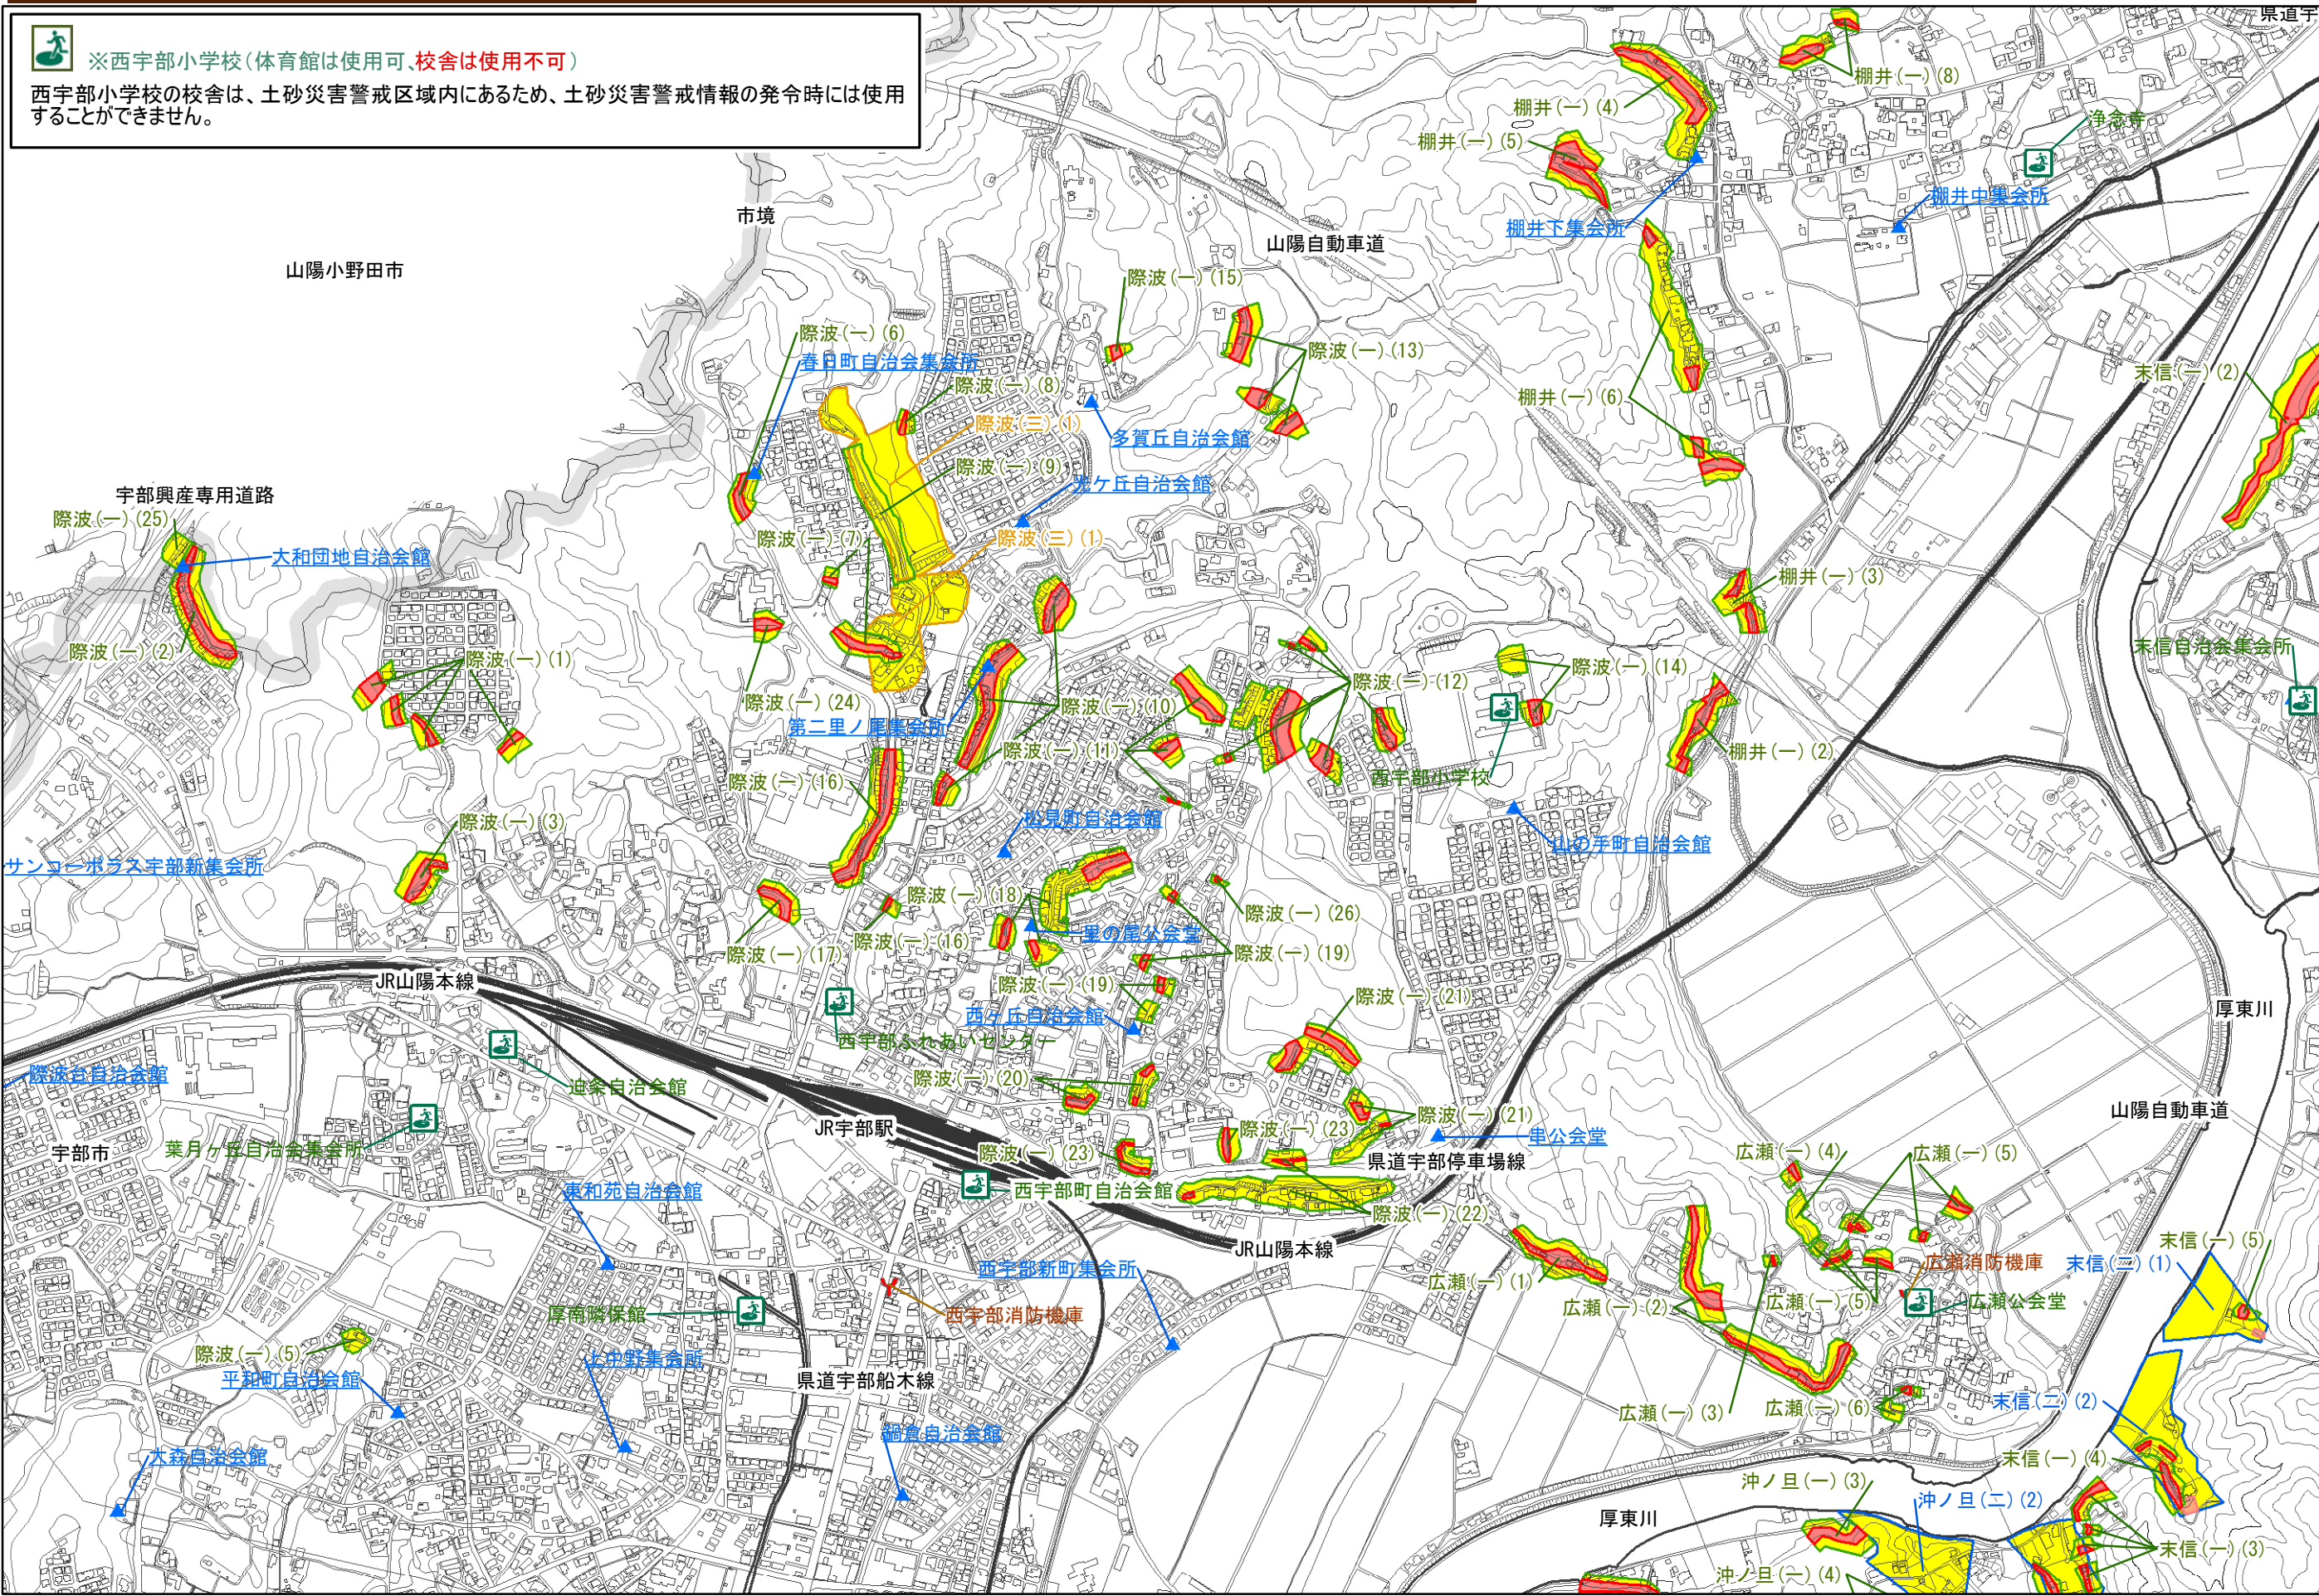 ※西宇部小学校(体育館は使用可、校舎は使用不可)
西宇部小学校の校舎は、土砂災害警戒区域内にあるため、土砂災害警戒情報の発令時には使用
することができません。
県道宇
棚井(一)(8)
棚井(一)(4)
棚井(一)(5)
浄念寺
棚井中集会所
棚井下集会所
市境
山陽自動車道
山陽小野田市
際波(一)(15)
際波(一)(6)
春日町自治会集会所
際波(一)(13)
際波(一)(8)
末信(一)(2)
棚井(一)(6)
際波(三)(1)
多賀丘自治会館
際波(一)(9)
光ケ丘自治会館
宇部興産専用道路
際波(一)(25)
際波(一)(7)
際波(三)(1)
大和団地自治会館
棚井(一)(3)
際波(一)(2)
際波(一)(1)
末信自治会集会所
際波(一)(14)
際波(一)(12)
際波(一)(24)
際波(一)(10)
第二里ノ尾集会所
際波(一)(11)
棚井(一)(2)
際波(一)(16)
西宇部小学校
際波(一)(3)
松見町自治会館
山の手町自治会館
サンコーポラス宇部新集会所
際波(一)(18)
際波(一)(26)
里の尾公会堂
際波(一)(16)
際波(一)(17)
際波(一)(19)
JR山陽本線
際波(一)(19)
際波(一)(21)
厚東川
西ケ丘自治会館
西宇部ふれあいセンター
際波台自治会館
迫条自治会館
際波(一)(20)
際波(一)(21)
山陽自動車道
JR宇部駅
際波(一)(23)
串公会堂
葉月ヶ丘自治会集会所
宇部市
際波(一)(23)
県道宇部停車場線
広瀬(一)(4)
広瀬(一)(5)
東和苑自治会館
西宇部町自治会館
際波(一)(22)
JR山陽本線
末信(一)(5)
西宇部新町集会所
広瀬消防機庫
末信(二)(1)
広瀬(一)(1)
広瀬(一)(2)
広瀬(一)(5)
広瀬公会堂
厚南隣保館
西宇部消防機庫
際波(一)(5)
上中野集会所
平和町自治会館
県道宇部船木線
末信(二)(2)
広瀬(一)(3)
広瀬(一)(6)
鍋倉自治会館
大森自治会館
末信(一)(4)
沖ノ旦(一)(3)
沖ノ旦(二)(2)
厚東川
末信(一)(3)
沖ノ旦(一)(4)